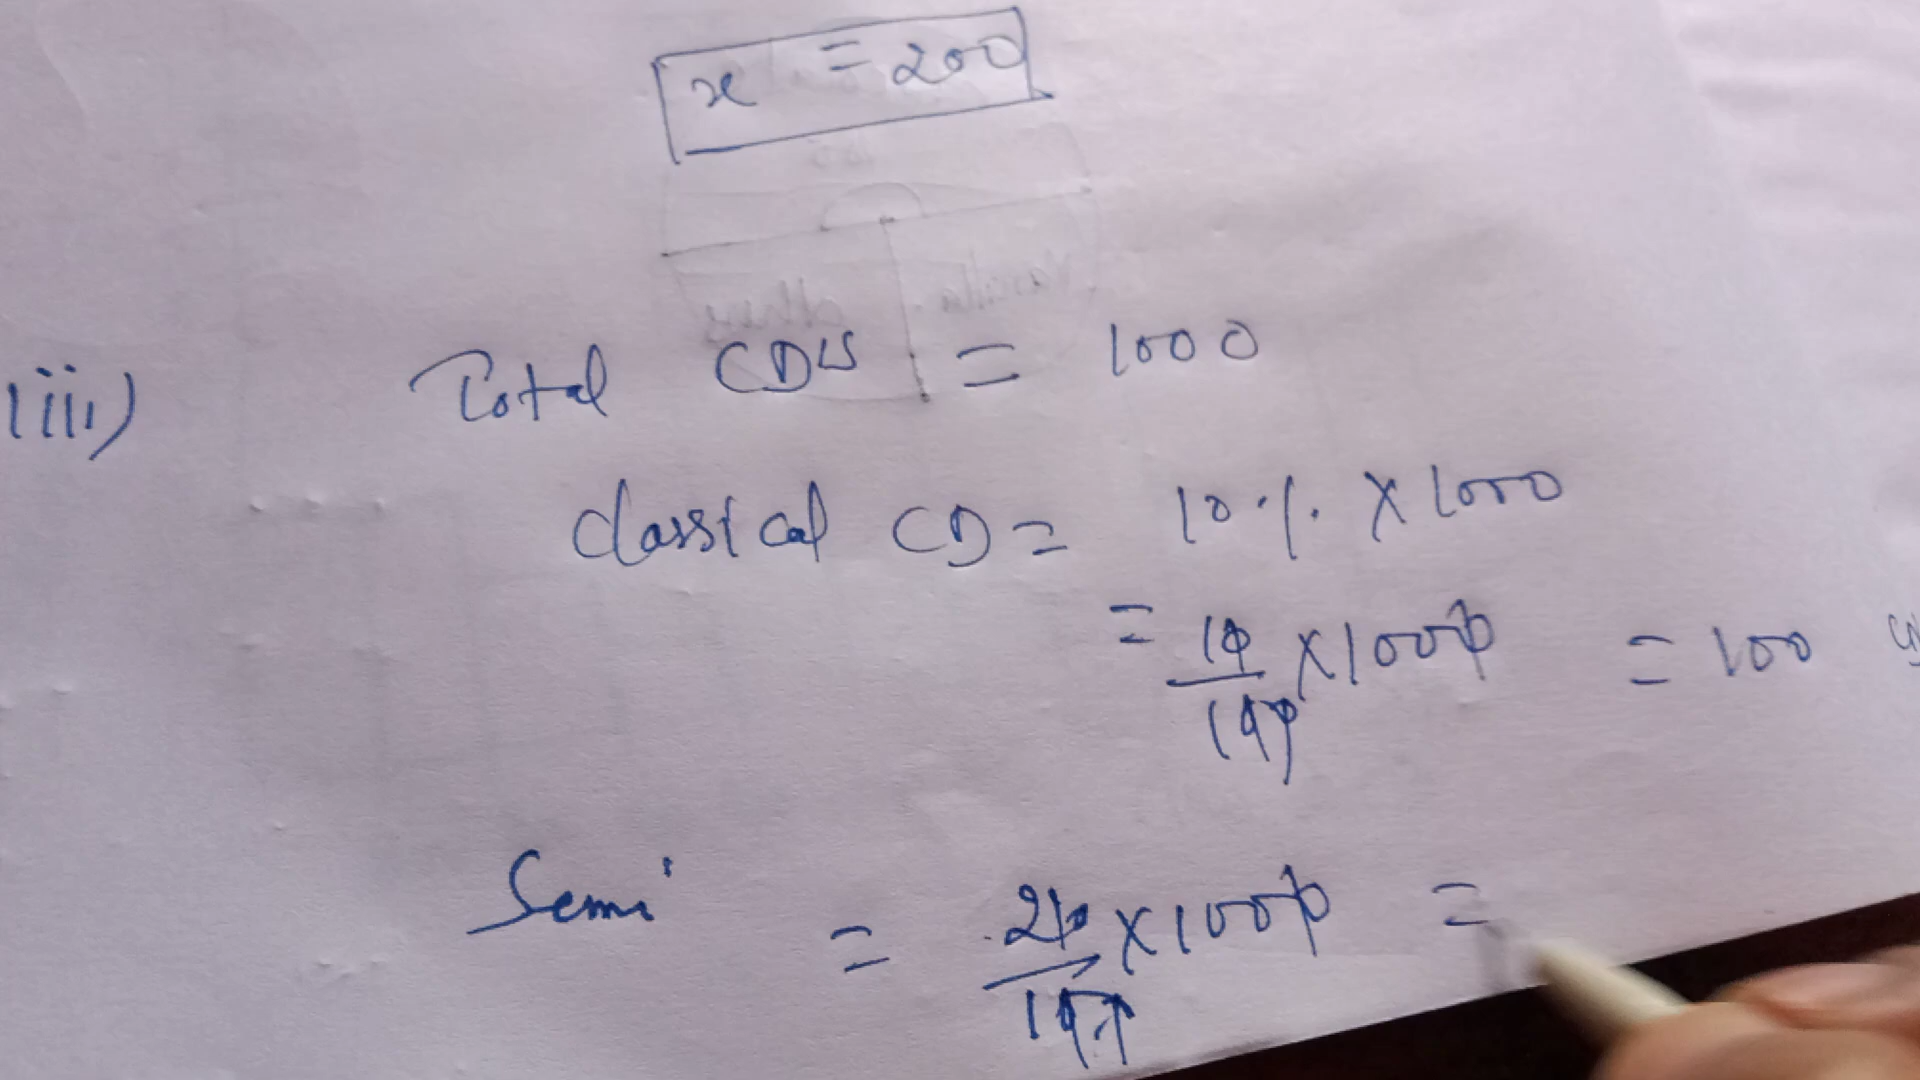 x = 200
iii) Total CD's = 1000
Classical CD = 10% × 1000
= 10/100 × 1000 = 100
Semi = 20/100 × 1000 =